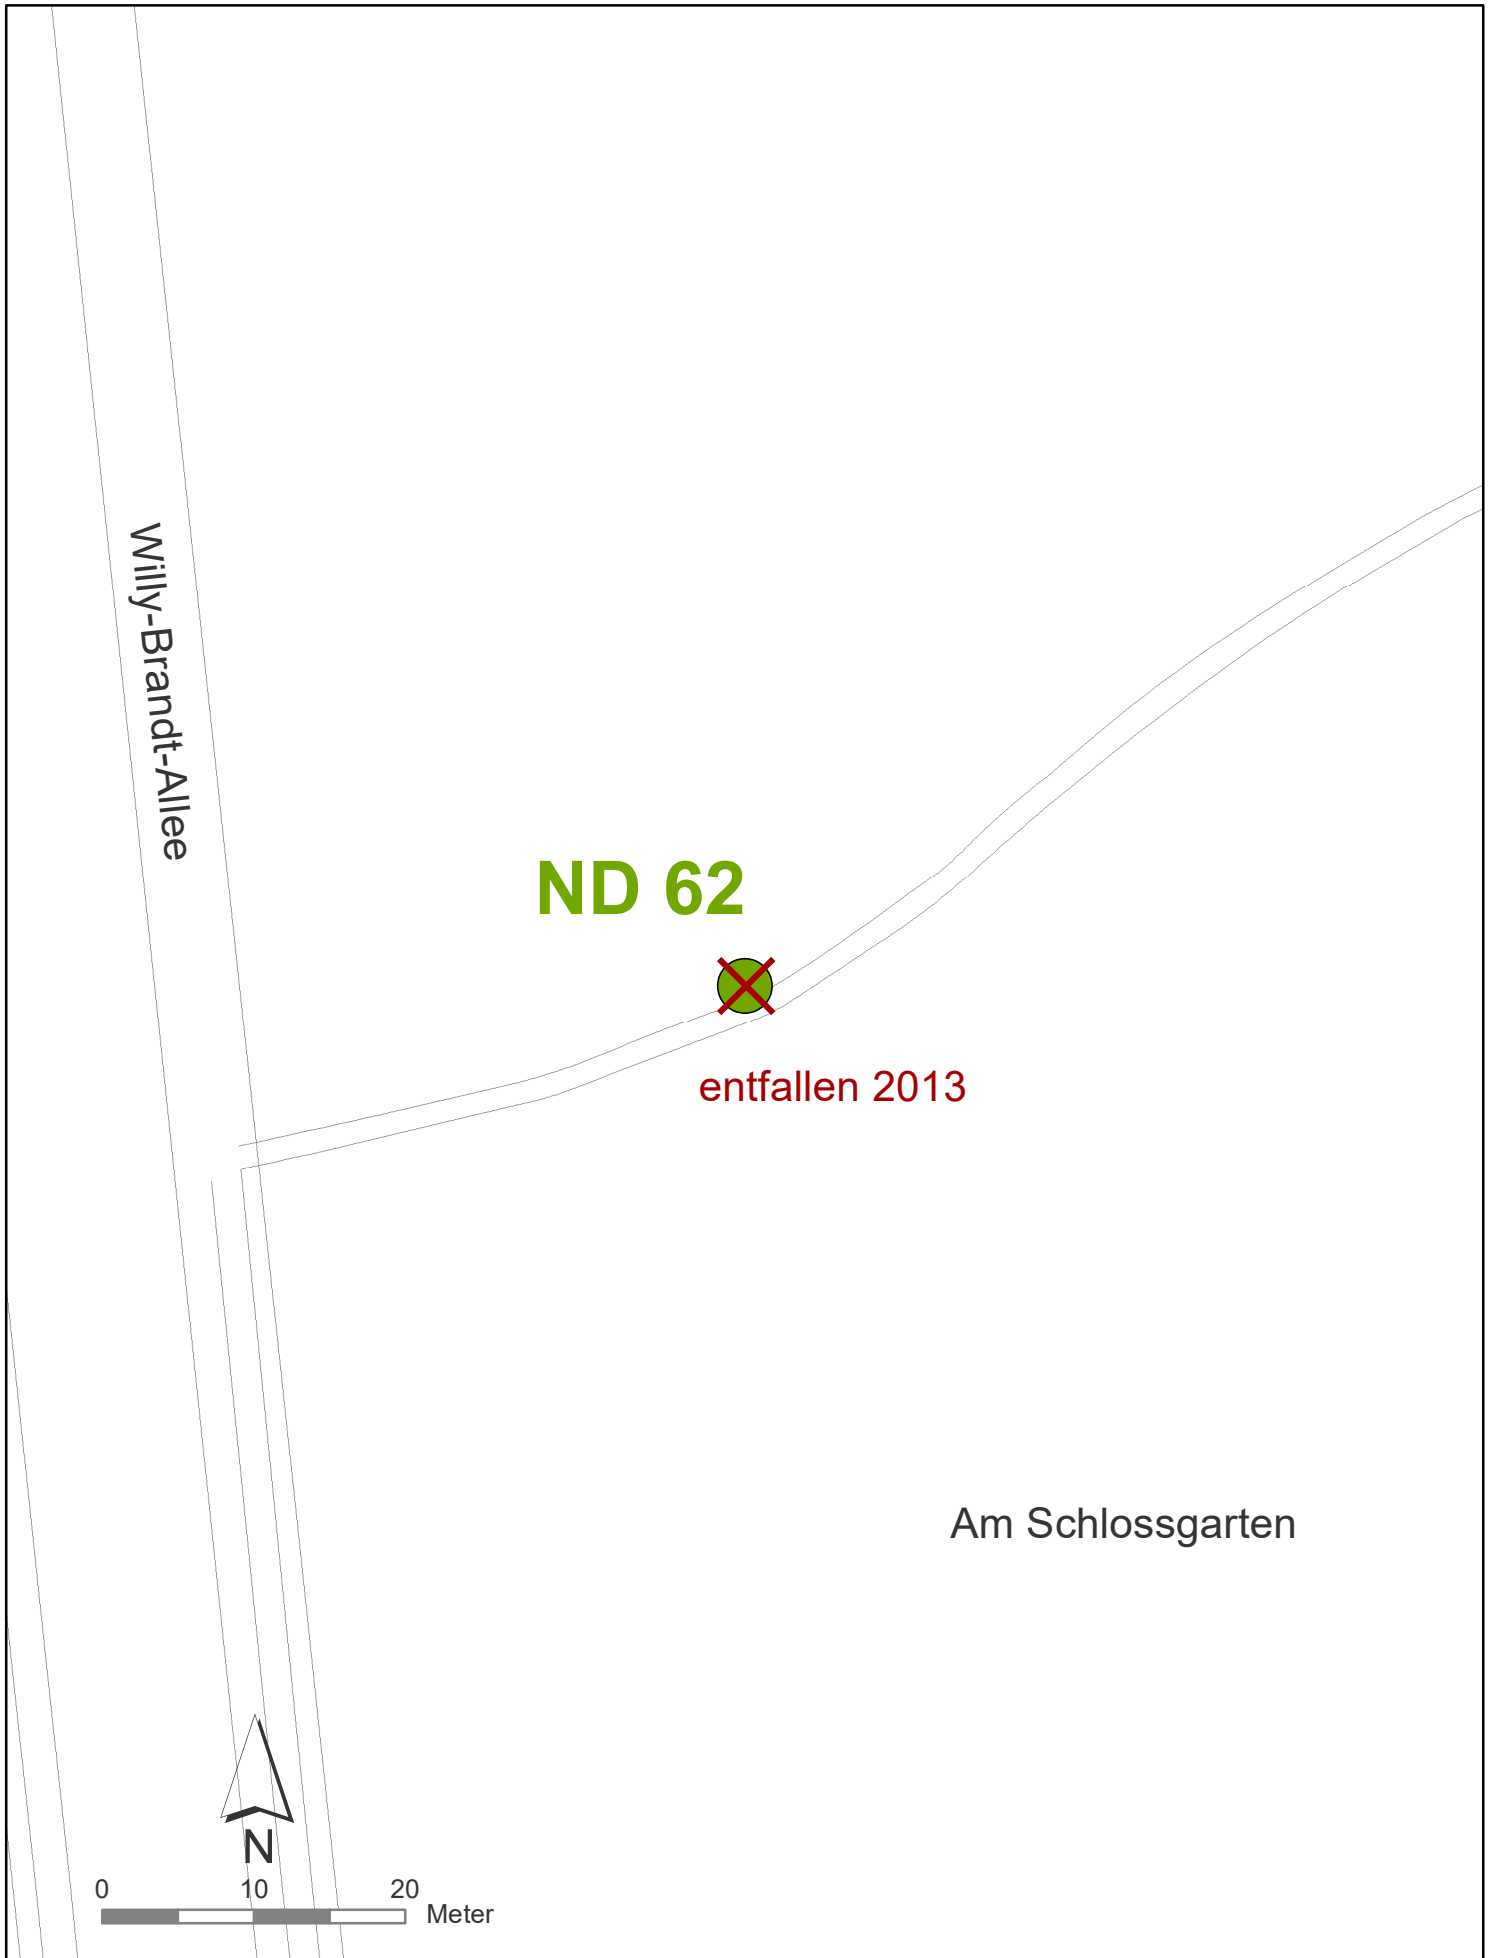 Willy-Brandt-Allee
ND 62
entfallen 2013
Am Schlossgarten
N
0 10 20
Meter